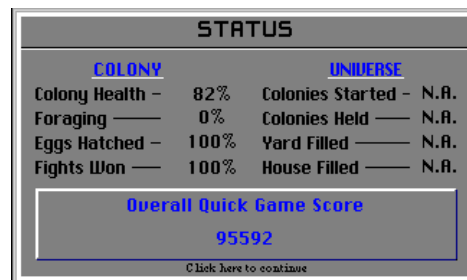 STATUS
COLONY UNIVERSE
Colony Health – 82% Colonies Started – N.A.
Foraging — 0% Colonies Held — N.A.
Eggs Hatched – 100% Yard Filled — N.A.
Fights Won — 100% House Filled — N.A.
Overall Quick Game Score
95592
Click here to continue